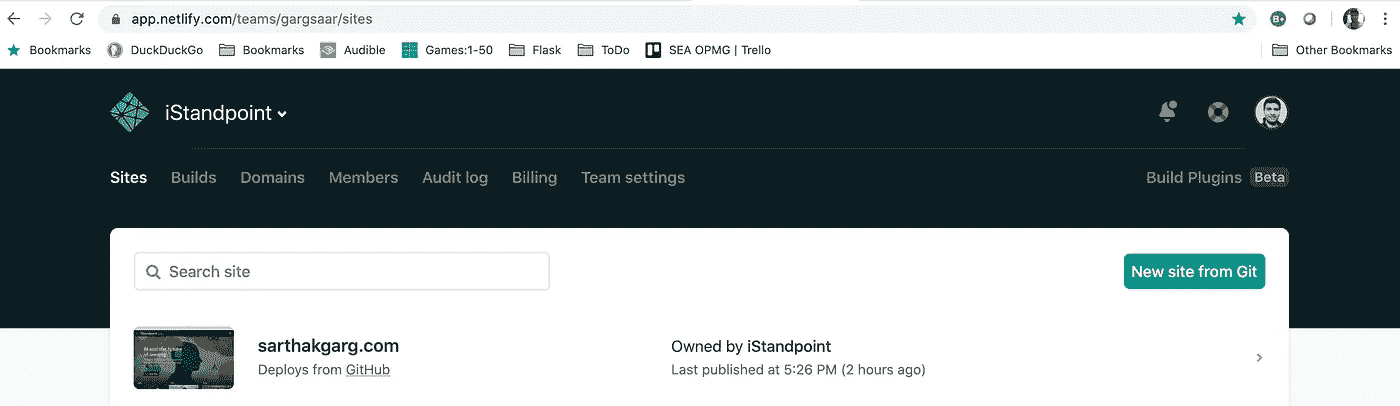 app.netlify.com/teams/gargsaar/sites
Bookmarks DuckDuckGo Bookmarks Audible Games:1-50 Flask ToDo SEA OPMG | Trello Other Bookmarks
iStandpoint
Sites Builds Domains Members Audit log Billing Team settings Build Plugins Beta
Search site New site from Git
sarthakgarg.com Owned by iStandpoint
Deploys from GitHub Last published at 5:26 PM (2 hours ago)